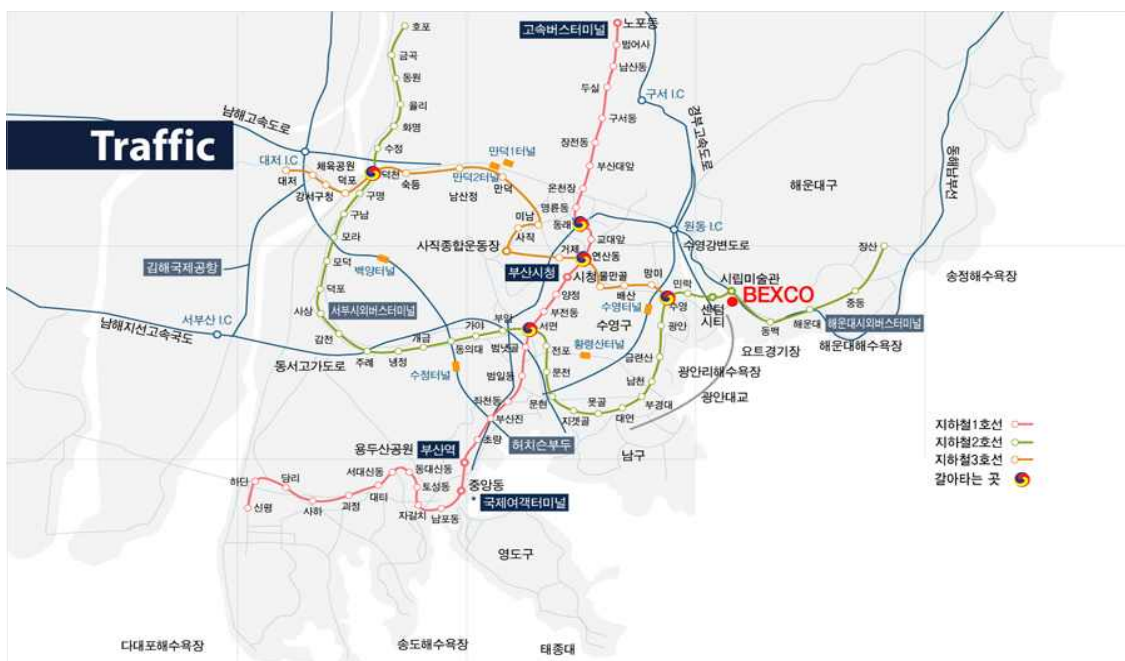 고속버스터미널
노포동
호포
범어사
금곡
남산동
동원
두실
율리
구서 I.C
구서동
남해고속도로
화명
경부고속도로
Traffic
수정
장전동
만덕1터널
동해남부선
대저 I.C
체육공원
부산대앞
대저
덕포
덕천
숙등
만덕2터널
만덕
강서구청
구명
남산정
온천장
해운대구
구남
명륜동
미남
동래
원동 I.C
사직
교대앞
수영강변도로
모라
사직종합운동장
거제
연산동
장산
김해국제공항
백양터널
부산시청
시청
물만골
망미
시립미술관
송정해수욕장
모덕
배산
민락
BEXCO
덕포
양정
수영
센텀
시티
중동
서부시외버스터미널
부전동
수영터널
사상
부암
수영구
광안
동백
해운대
해운대시외버스터미널
남해지선고속국도
서부산 I.C
가야
서면
황령산터널
요트경기장
해운대해수욕장
감전
개금
동의대
범냇골
전포
금련산
광안리해수욕장
동서고가도로
주례
냉정
수정터널
범일동
문전
남천
광안대교
좌천동
문현
못골
부경대
지겟골
대연
부산진
지하철1호선
용두산공원
부산역
초량
허치슨부두
남구
지하철2호선
지하철3호선
하단
당리
서대신동
동대신동
갈아타는 곳
중앙동
대티
토성동
신평
사하
괴정
국제여객터미널
자갈치
남포동
영도구
다대포해수욕장
송도해수욕장
태종대